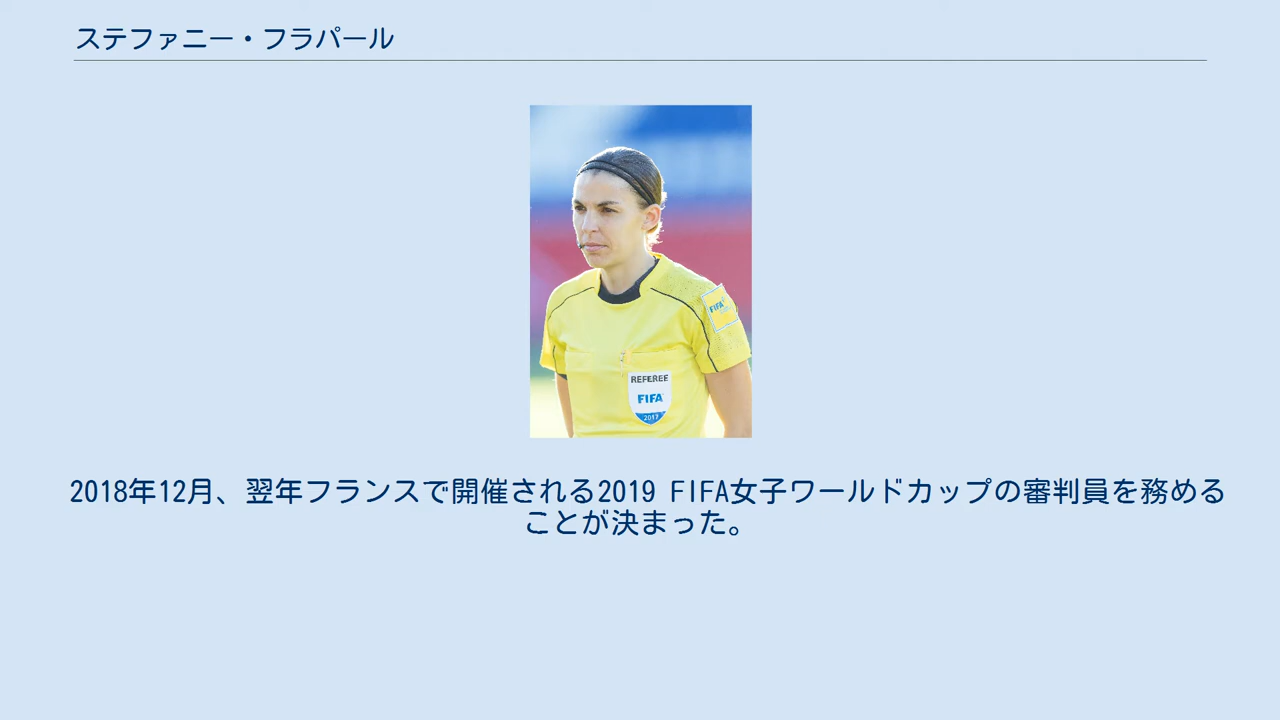 ステファニー・フラパール
FIFA
REFEREE
FIFA
2017
2018年12月、翌年フランスで開催される2019 FIFA女子ワールドカップの審判員を務める
ことが決まった。